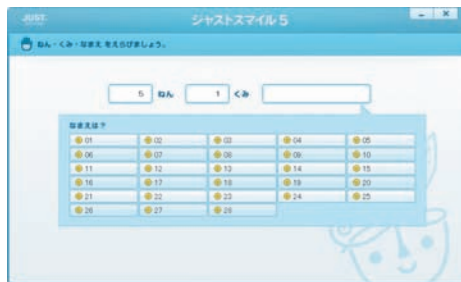 JUST
ジャストスマイル5
ねん・くみ・なまえ をえらびましょう。
5 ねん 1 くみ
なまえは?
01 02 03 04 05
06 07 08 09 10
11 12 13 14 15
16 17 18 19 20
21 22 23 24 25
26 27 28